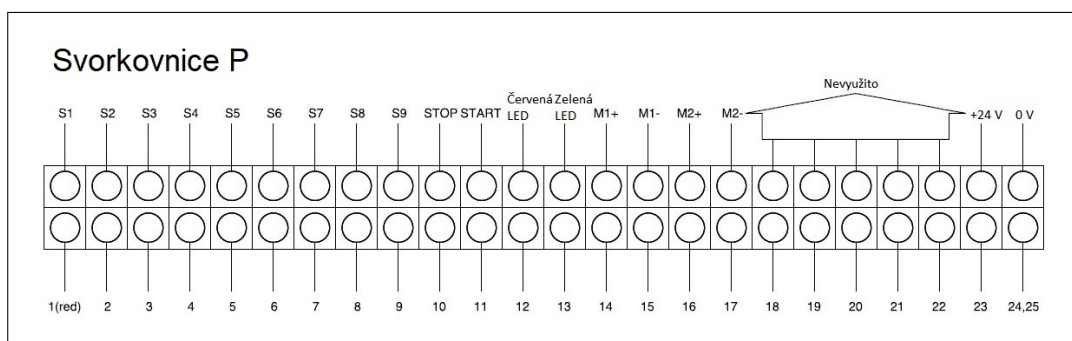 Svorkovnice P
Nevyužito
S1 S2 S3 S4 S5 S6 S7 S8 S9 STOP START Červená LED Zelená LED M1+ M1- M2+ M2- +24 V 0 V
1(red) 2 3 4 5 6 7 8 9 10 11 12 13 14 15 16 17 18 19 20 21 22 23 24,25